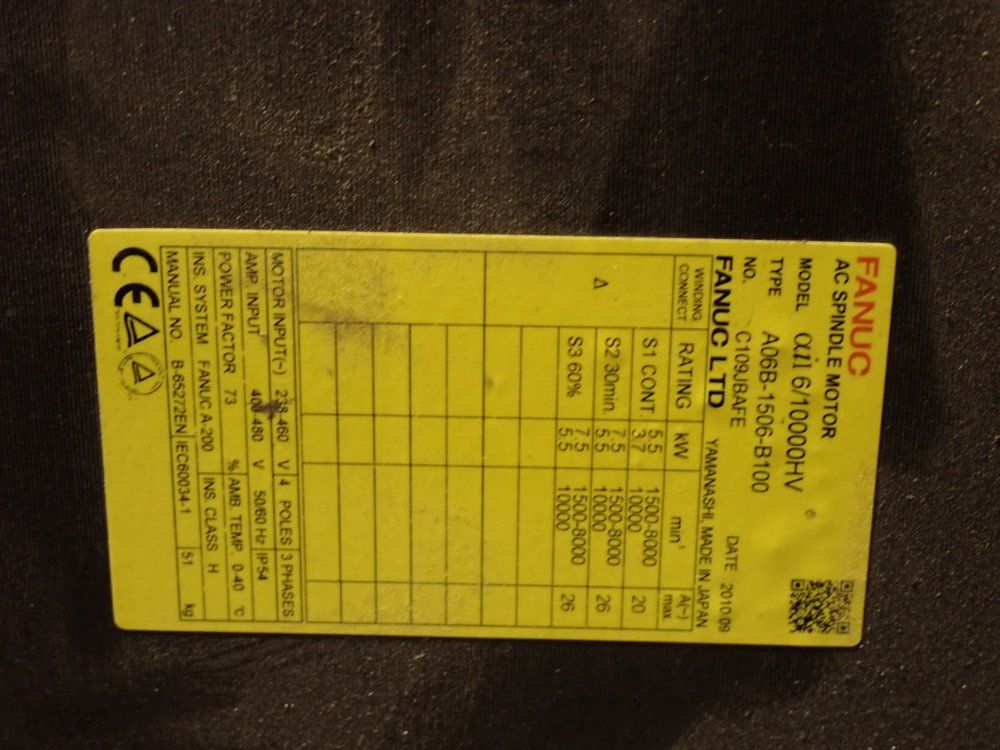 FANUC
AC SPINDLE MOTOR
MODEL αiI 6/10000HV
TYPE A06B-1506-B100
NO. C109JBAFE DATE 2010.09
FANUC LTD YAMANASHI, MADE IN JAPAN
WINDING CONNECT RATING kW min⁻¹ A(~) max
S1 CONT. 5.5 1500-8000 20
3.7 10000
Δ S2 30min. 7.5 1500-8000 26
5.5 10000
S3 60% 7.5 1500-8000 26
5.5 10000
MOTOR INPUT(~) 460 V 4 POLES 3 PHASES
AMP. INPUT 480 V 50/60 Hz IP54
POWER FACTOR 73 % AMB. TEMP. 0-40 ℃
INS. SYSTEM FANUC A-200 INS. CLASS H
MANUAL NO. B-65272EN IEC60034-1 51 kg
CE